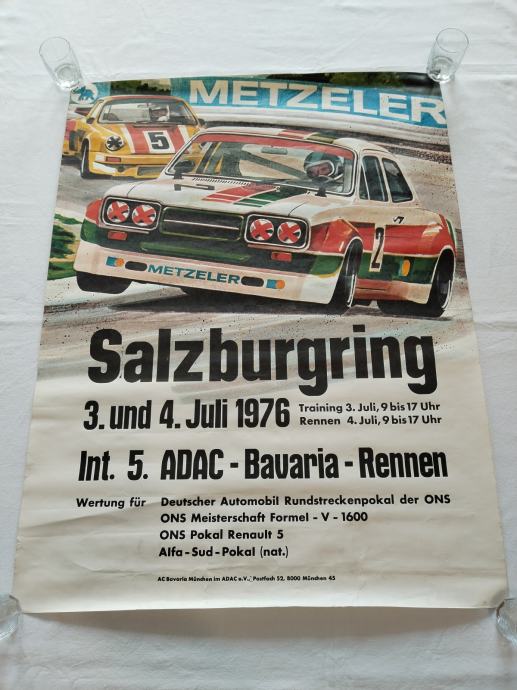 METZELER
5
2
METZELER
Salzburgring
3. und 4. Juli 1976
Training 3. Juli, 9 bis 17 Uhr
Rennen 4. Juli, 9 bis 17 Uhr
Int. 5. ADAC - Bavaria - Rennen
Wertung für Deutscher Automobil Rundstreckenpokal der ONS
ONS Meisterschaft Formel - V - 1600
ONS Pokal Renault 5
Alfa - Sud - Pokal (nat.)
AC Bavaria München im ADAC e.V., Postfach 52, 8000 München 45